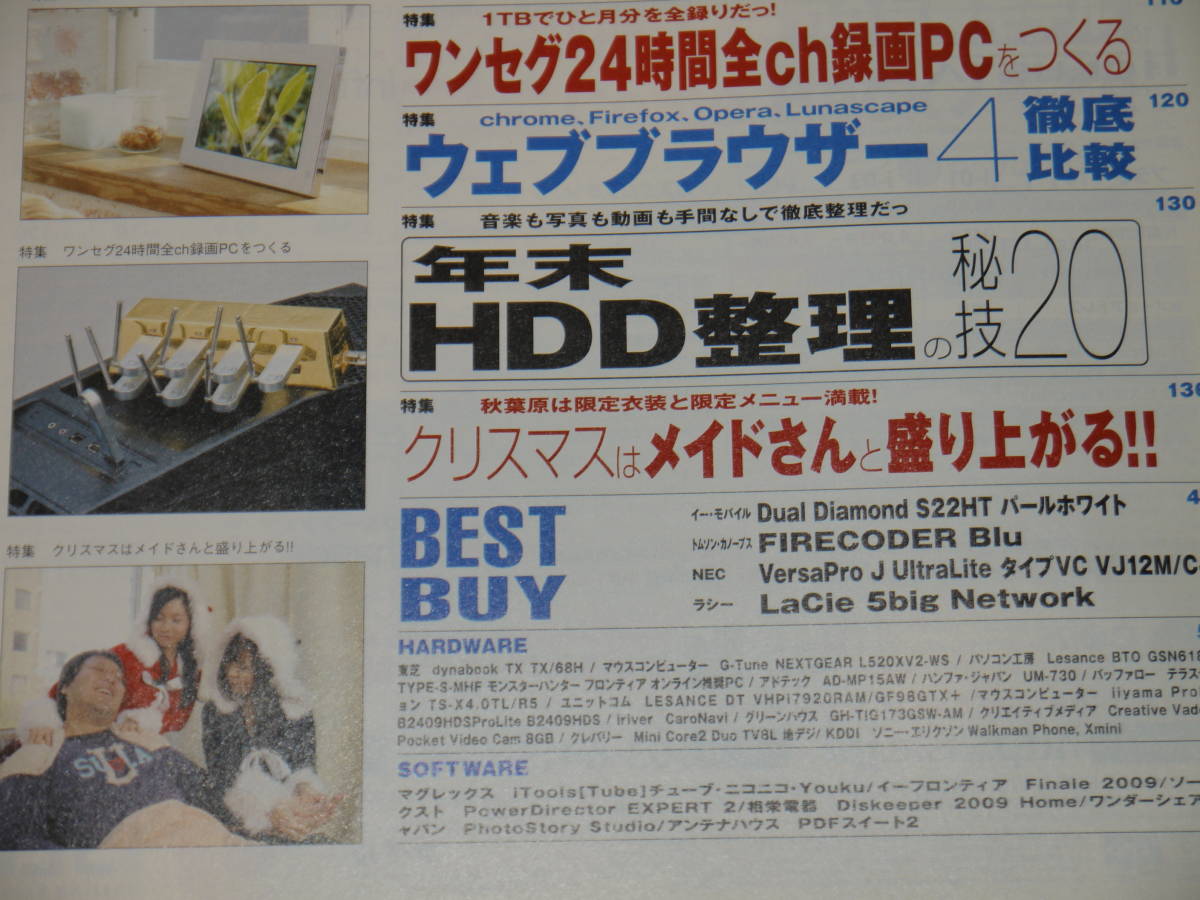 特集 ワンセグ24時間全ch録画PCをつくる
特集 クリスマスはメイドさんと盛り上がる!!
特集 1TBでひと月分を全録りだっ!
ワンセグ24時間全ch録画PCをつくる
特集 chrome、Firefox、Opera、Lunascape 120
ウェブブラウザー4 徹底比較
特集 音楽も写真も動画も手間なしで徹底整理だっ 130
年末
HDD整理の秘技20
特集 秋葉原は限定衣装と限定メニュー満載!
クリスマスはメイドさんと盛り上がる!!
BEST
BUY
イー・モバイル Dual Diamond S22HT パールホワイト
トムソン・カノープス FIRECODER Blu
NEC VersaPro J UltraLite タイプVC VJ12M/C
ラシー LaCie 5big Network
HARDWARE
東芝 dynabook TX TX/68H / マウスコンピューター G-Tune NEXTGEAR L520XV2-WS / パソコン工房 Lesance BTO GSN618
TYPE-S-MHF モンスターハンター フロンティア オンライン推奨PC / アドテック AD-MP15AW / ハンファ・ジャパン UM-730 / バッファロー テラス
ョン TS-X4.0TL/R5 / ユニットコム LESANCE DT VHPi7920RAM/GF98GTX+ /マウスコンピューター iiyama Pro
B2409HDSProLite B2409HDS / iriver CaroNavi / グリーンハウス GH-TIG173GSW-AM / クリエイティブメディア Creative Vad
Pocket Video Cam 8GB / クレバリー Mini Core2 Duo TV8L 地デジ/ KDDI ソニー・エリクソン Walkman Phone, Xmini
SOFTWARE
マグレックス iTools[Tube]チューブ・ニコニコ・Youku/イーフロンティア Finale 2009/ソー
クスト PowerDirector EXPERT 2/相栄電器 Diskeeper 2009 Home/ワンダーシェア
ャパン PhotoStory Studio/アンテナハウス PDFスイート2